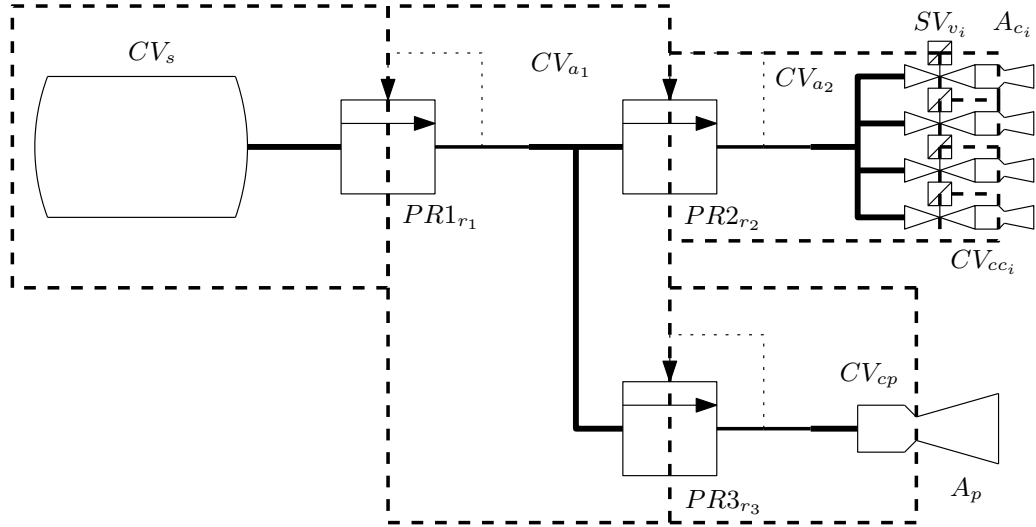 $SV_{v_i}$
$A_{c_i}$
$CV_s$
$CV_{a_1}$
$CV_{a_2}$
$PR1_{r_1}$
$PR2_{r_2}$
$CV_{cc_i}$
$CV_{cp}$
$PR3_{r_3}$
$A_p$